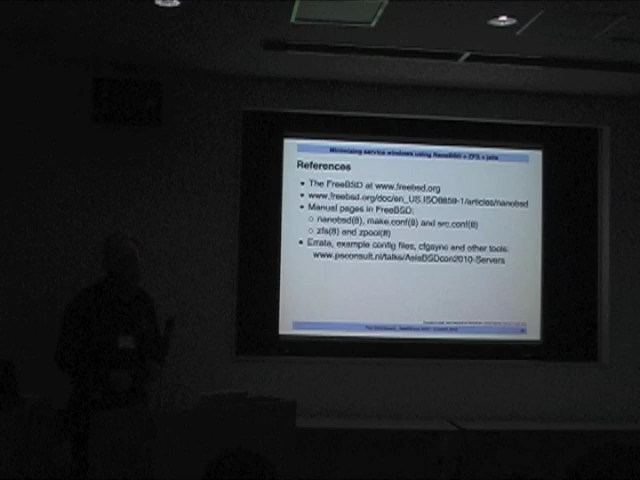 Minimizing service windows using NanoBSD + ZFS + jails
References
• The FreeBSD at www.freebsd.org
• www.freebsd.org/doc/en_US.ISO8859-1/articles/nanobsd
• Manual pages in FreeBSD:
○ nanobsd(8), make.conf(8) and src.conf(8)
○ zfs(8) and zpool(8)
• Errata, example config files, cfgsync and other tools:
www.psconsult.nl/talks/AsiaBSDcon2010-Servers